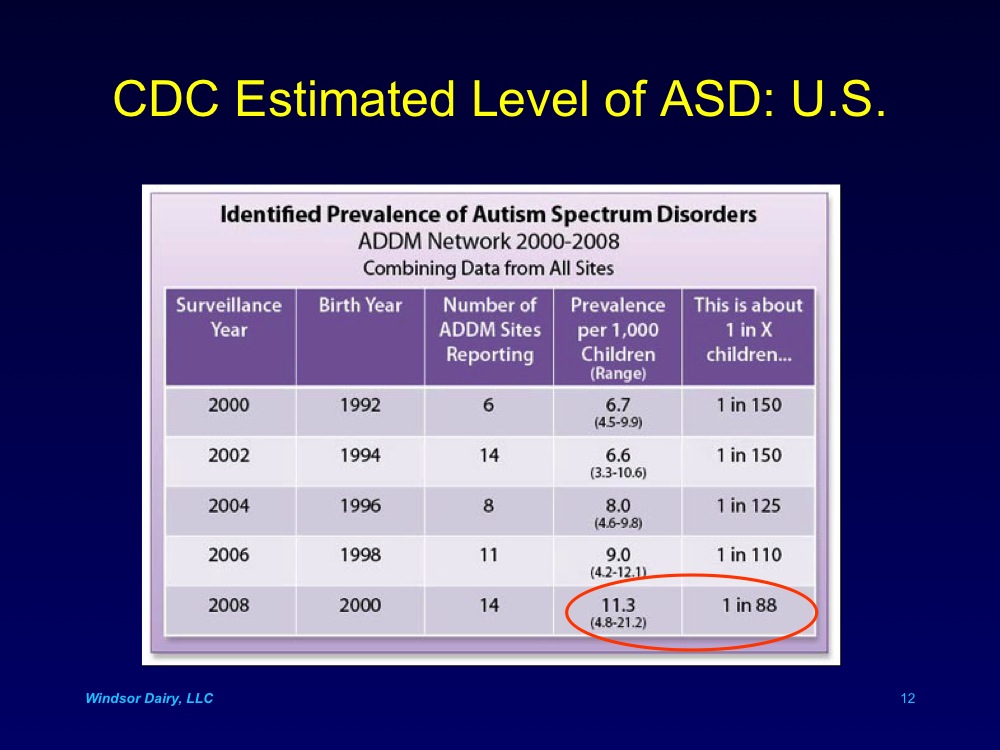 CDC Estimated Level of ASD: U.S.
Identified Prevalence of Autism Spectrum Disorders
ADDM Network 2000-2008
Combining Data from All Sites
Surveillance Year Birth Year Number of ADDM Sites Reporting Prevalence per 1,000 Children (Range) This is about 1 in X children...
2000 1992 6 6.7 (4.5-9.9) 1 in 150
2002 1994 14 6.6 (3.3-10.6) 1 in 150
2004 1996 8 8.0 (4.6-9.8) 1 in 125
2006 1998 11 9.0 (4.2-12.1) 1 in 110
2008 2000 14 11.3 (4.8-21.2) 1 in 88
Windsor Dairy, LLC 12